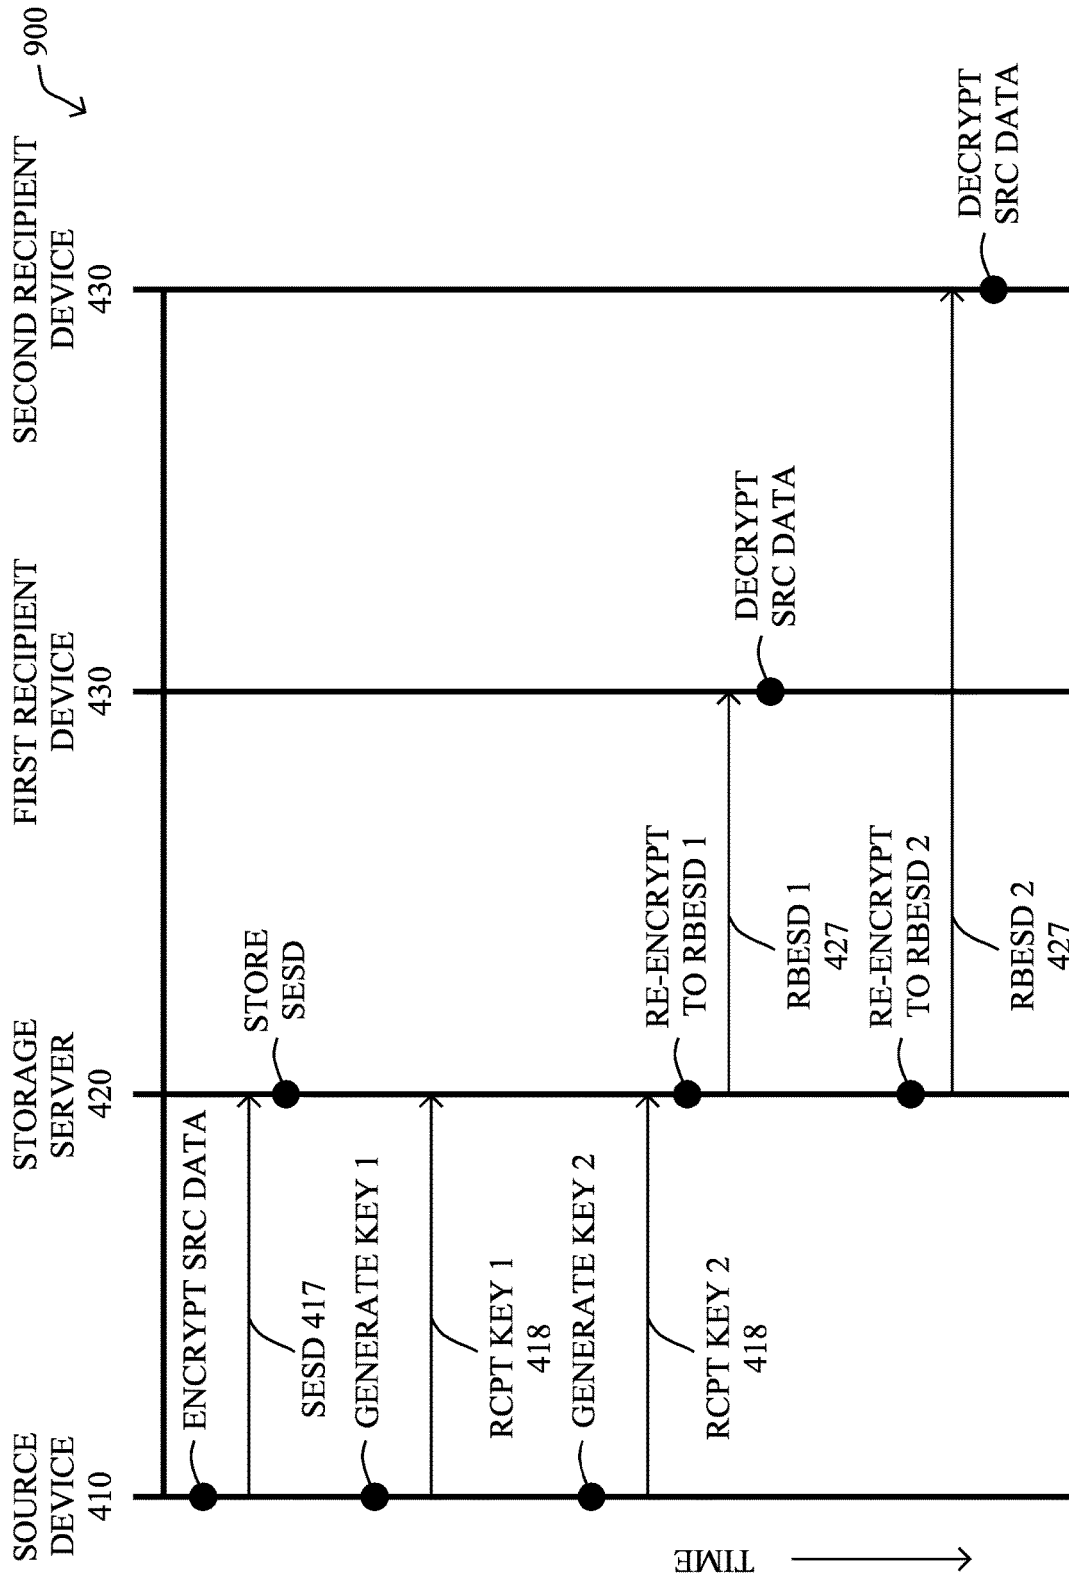 900
SOURCE
DEVICE
410
STORAGE
SERVER
420
FIRST RECIPIENT
DEVICE
430
SECOND RECIPIENT
DEVICE
430
ENCRYPT SRC DATA
SESD 417
STORE
SESD
GENERATE KEY 1
RCPT KEY 1
418
GENERATE KEY 2
RCPT KEY 2
418
RE-ENCRYPT
TO RBESD 1
RBESD 1
427
DECRYPT
SRC DATA
RE-ENCRYPT
TO RBESD 2
RBESD 2
427
DECRYPT
SRC DATA
TIME